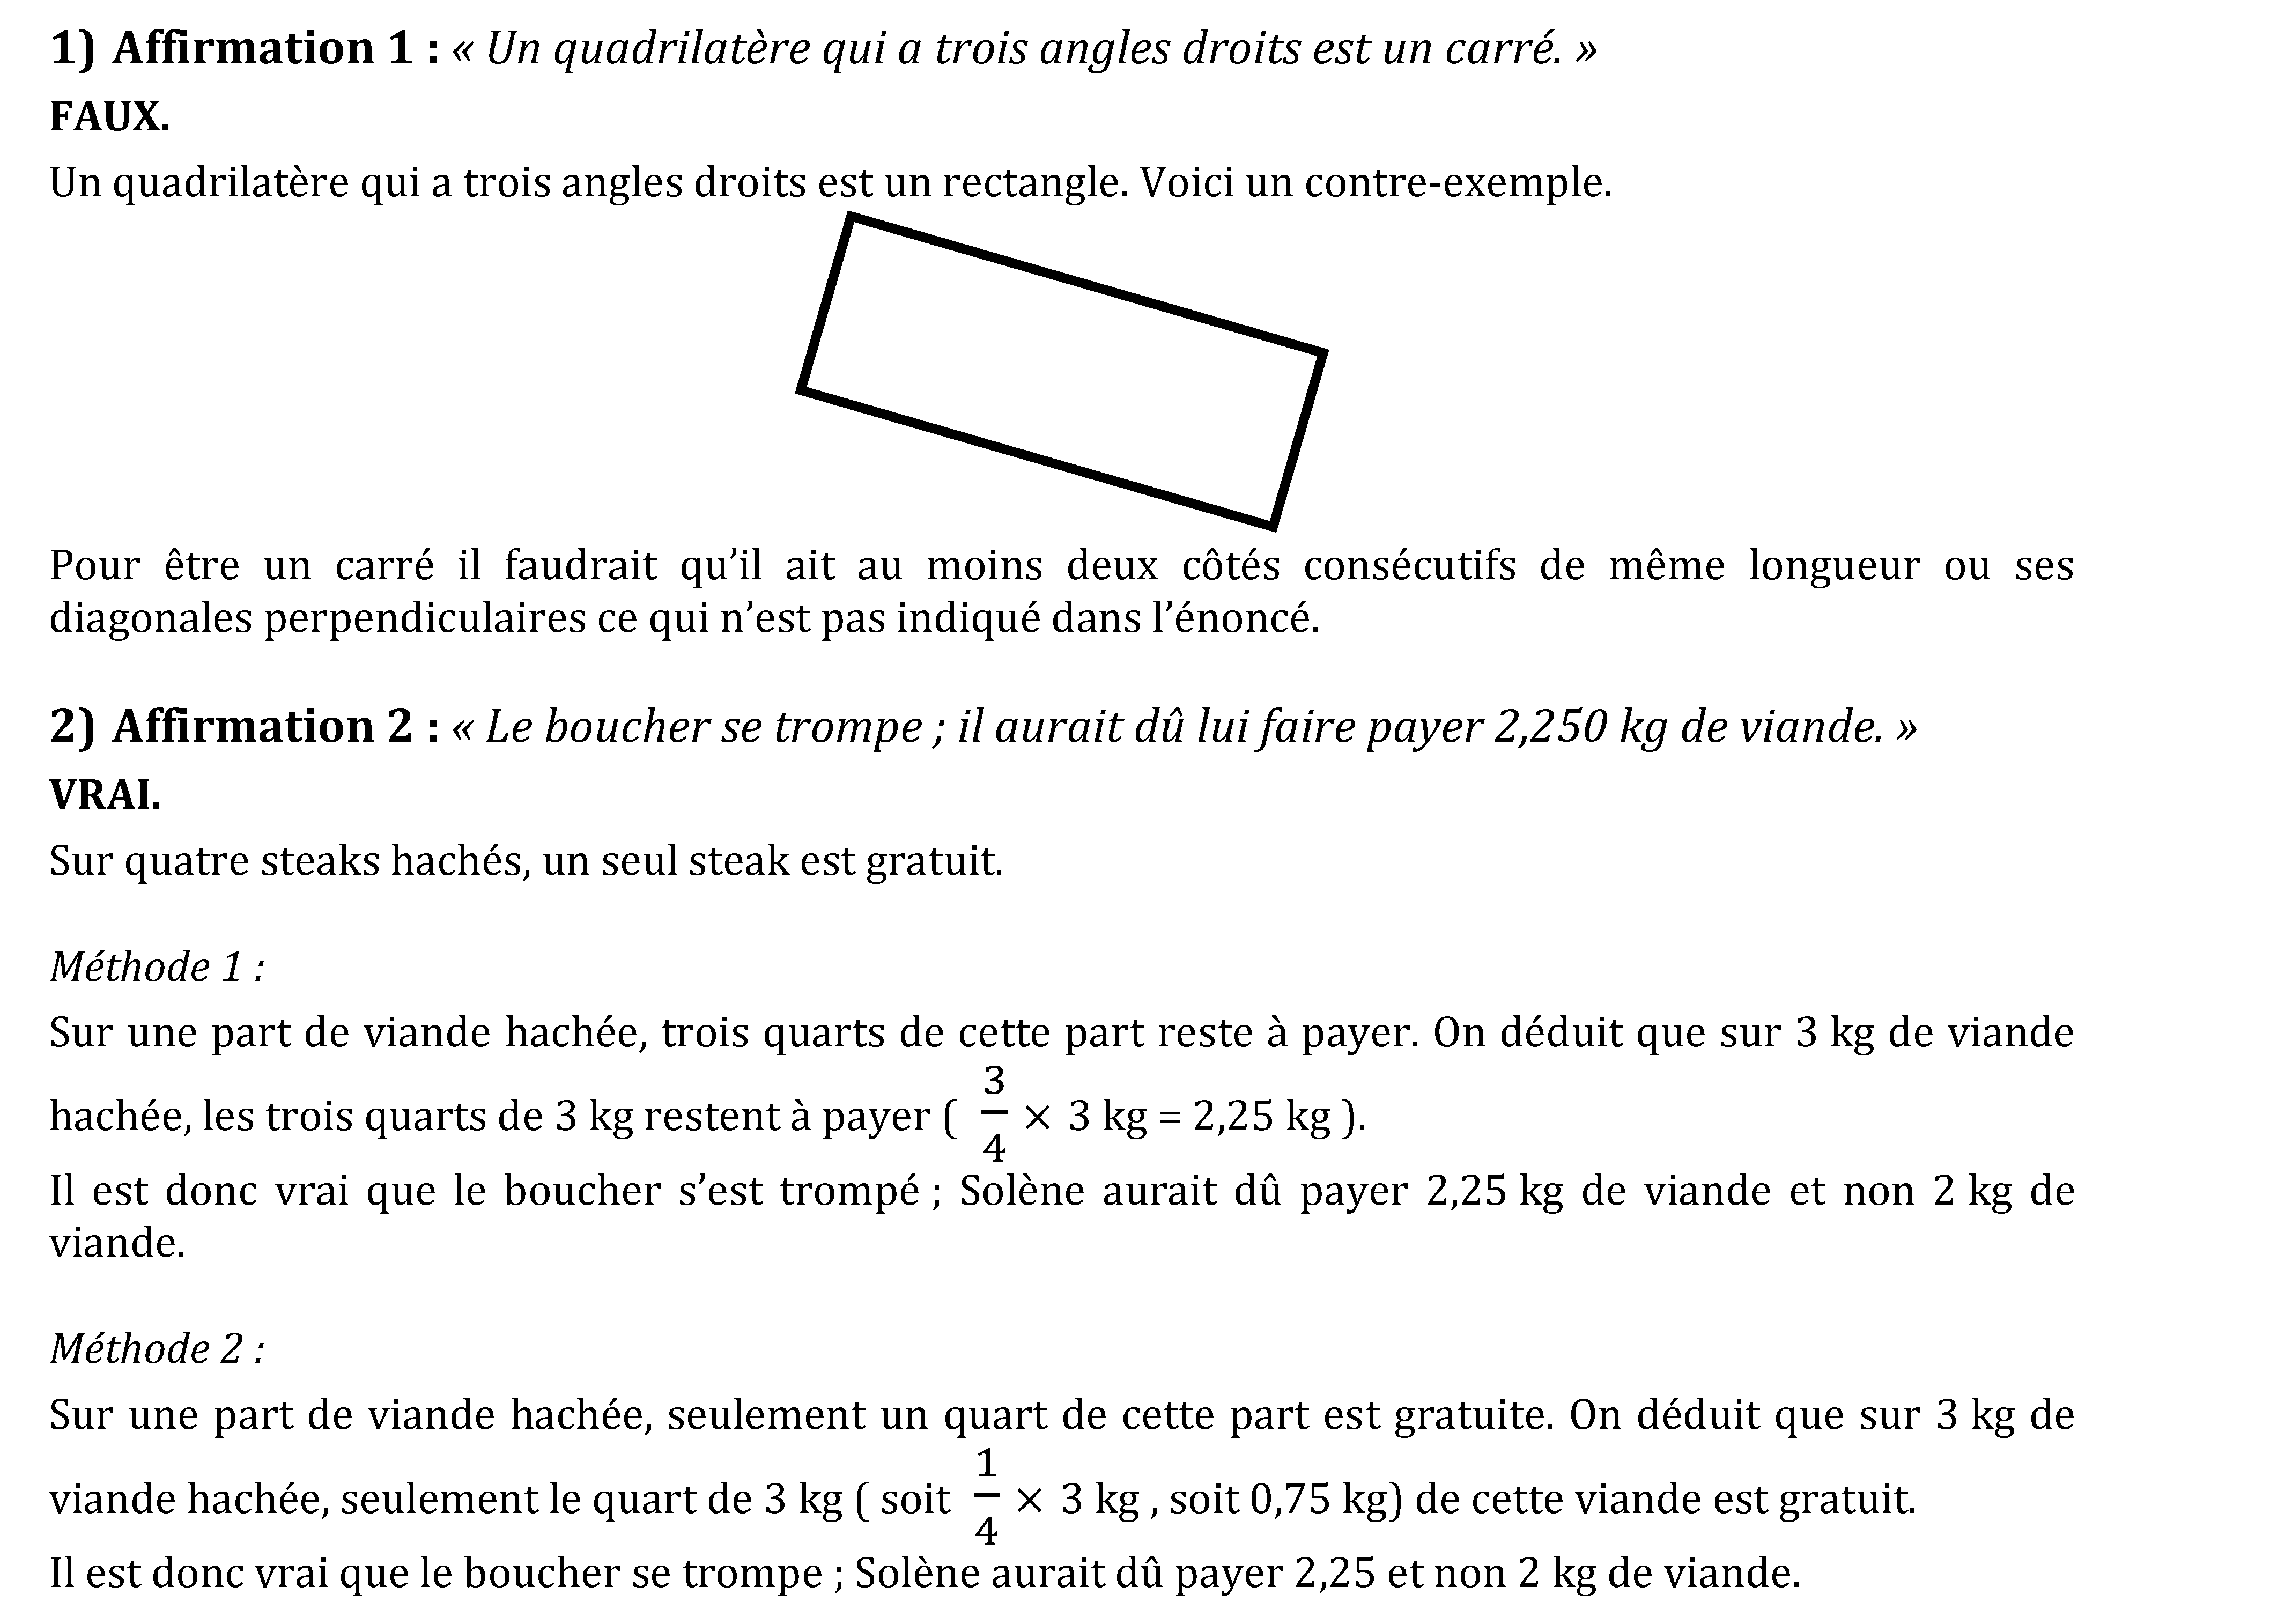 1) Affirmation 1 : « Un quadrilatère qui a trois angles droits est un carré. »
FAUX.
Un quadrilatère qui a trois angles droits est un rectangle. Voici un contre-exemple.
Pour être un carré il faudrait qu’il ait au moins deux côtés consécutifs de même longueur ou ses
diagonales perpendiculaires ce qui n’est pas indiqué dans l’énoncé.
2) Affirmation 2 : « Le boucher se trompe ; il aurait dû lui faire payer 2,250 kg de viande. »
VRAI.
Sur quatre steaks hachés, un seul steak est gratuit.
Méthode 1 :
Sur une part de viande hachée, trois quarts de cette part reste à payer. On déduit que sur 3 kg de viande
hachée, les trois quarts de 3 kg restent à payer ( 3/4 × 3 kg = 2,25 kg ).
Il est donc vrai que le boucher s’est trompé ; Solène aurait dû payer 2,25 kg de viande et non 2 kg de
viande.
Méthode 2 :
Sur une part de viande hachée, seulement un quart de cette part est gratuite. On déduit que sur 3 kg de
viande hachée, seulement le quart de 3 kg ( soit 1/4 × 3 kg , soit 0,75 kg) de cette viande est gratuit.
Il est donc vrai que le boucher se trompe ; Solène aurait dû payer 2,25 et non 2 kg de viande.